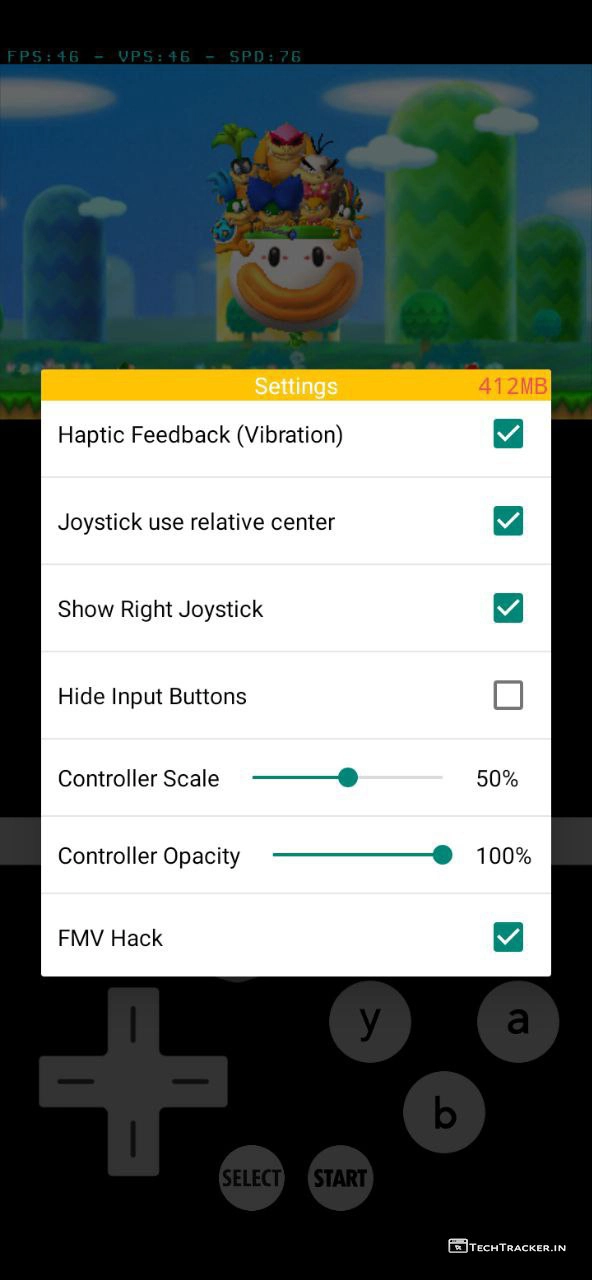 FPS:46 - VPS:46 - SPD:76
Settings 412MB
Haptic Feedback (Vibration)
Joystick use relative center
Show Right Joystick
Hide Input Buttons
Controller Scale 50%
Controller Opacity 100%
FMV Hack
y a
b
SELECT START
TECHTRACKER.IN